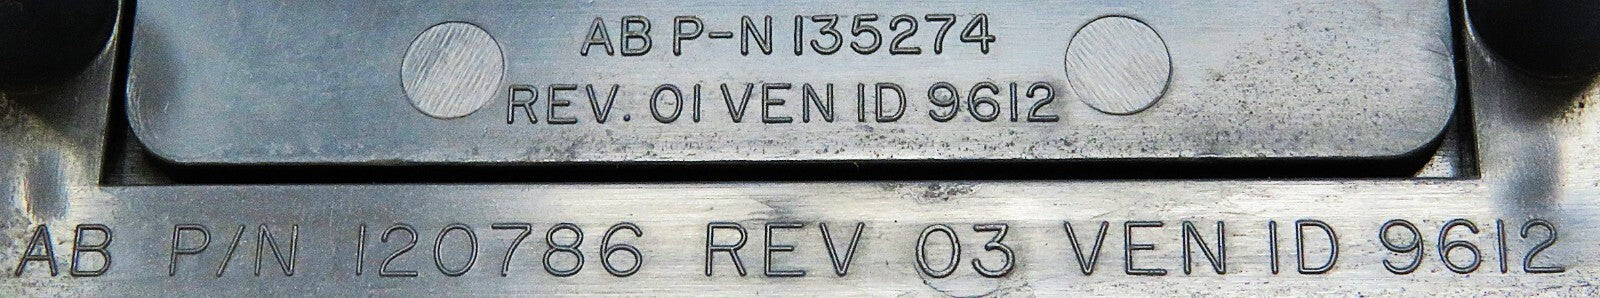 AB P-N 135274
REV. 01 VEN ID 9612
AB P/N 120786 REV 03 VEN ID 9612